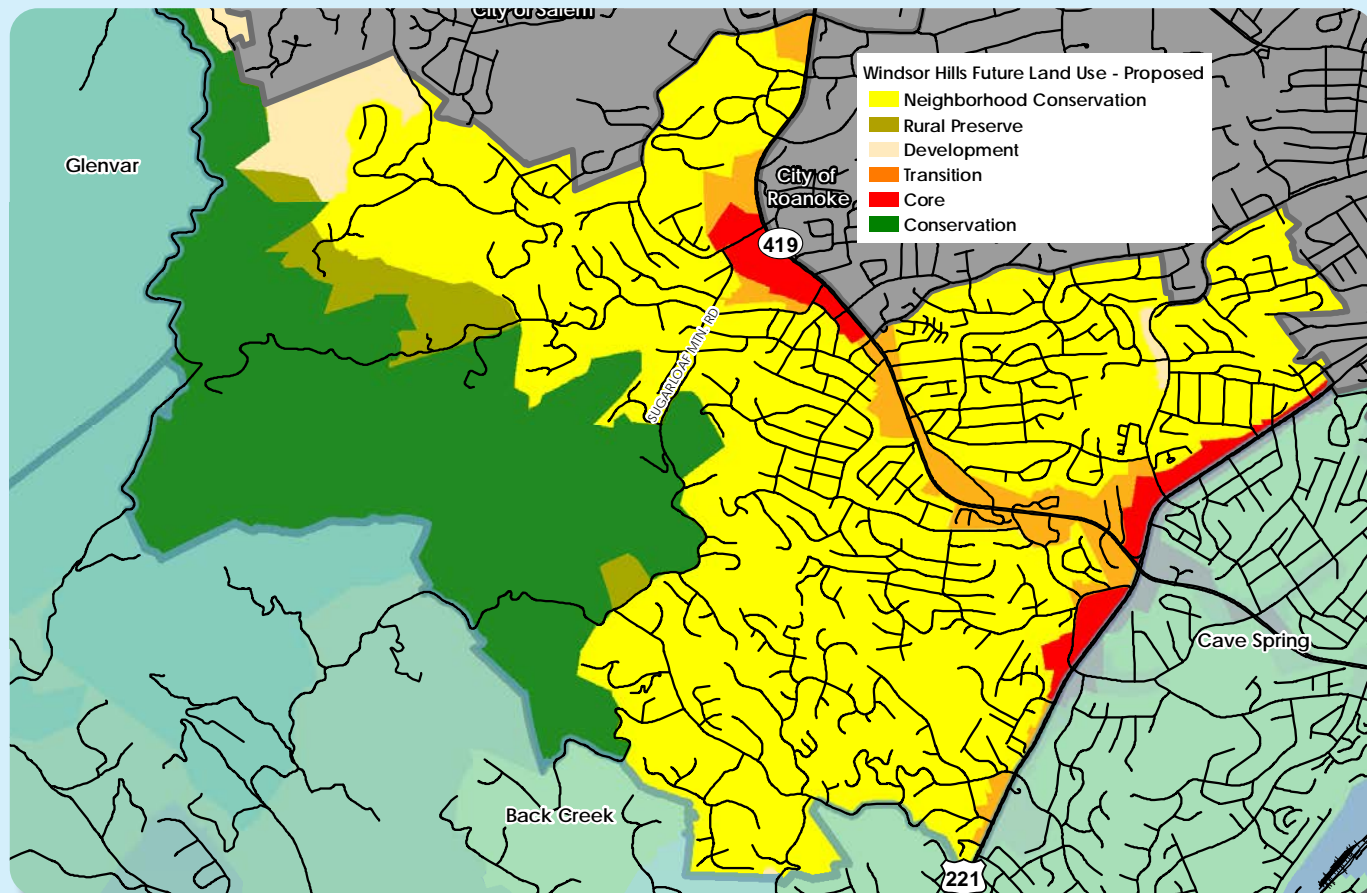 City of Salem
Windsor Hills Future Land Use - Proposed
Neighborhood Conservation
Rural Preserve
Development
Transition
Core
Conservation
Glenvar
City of
Roanoke
419
SUGARLOAF MTN. RD
Cave Spring
Back Creek
221